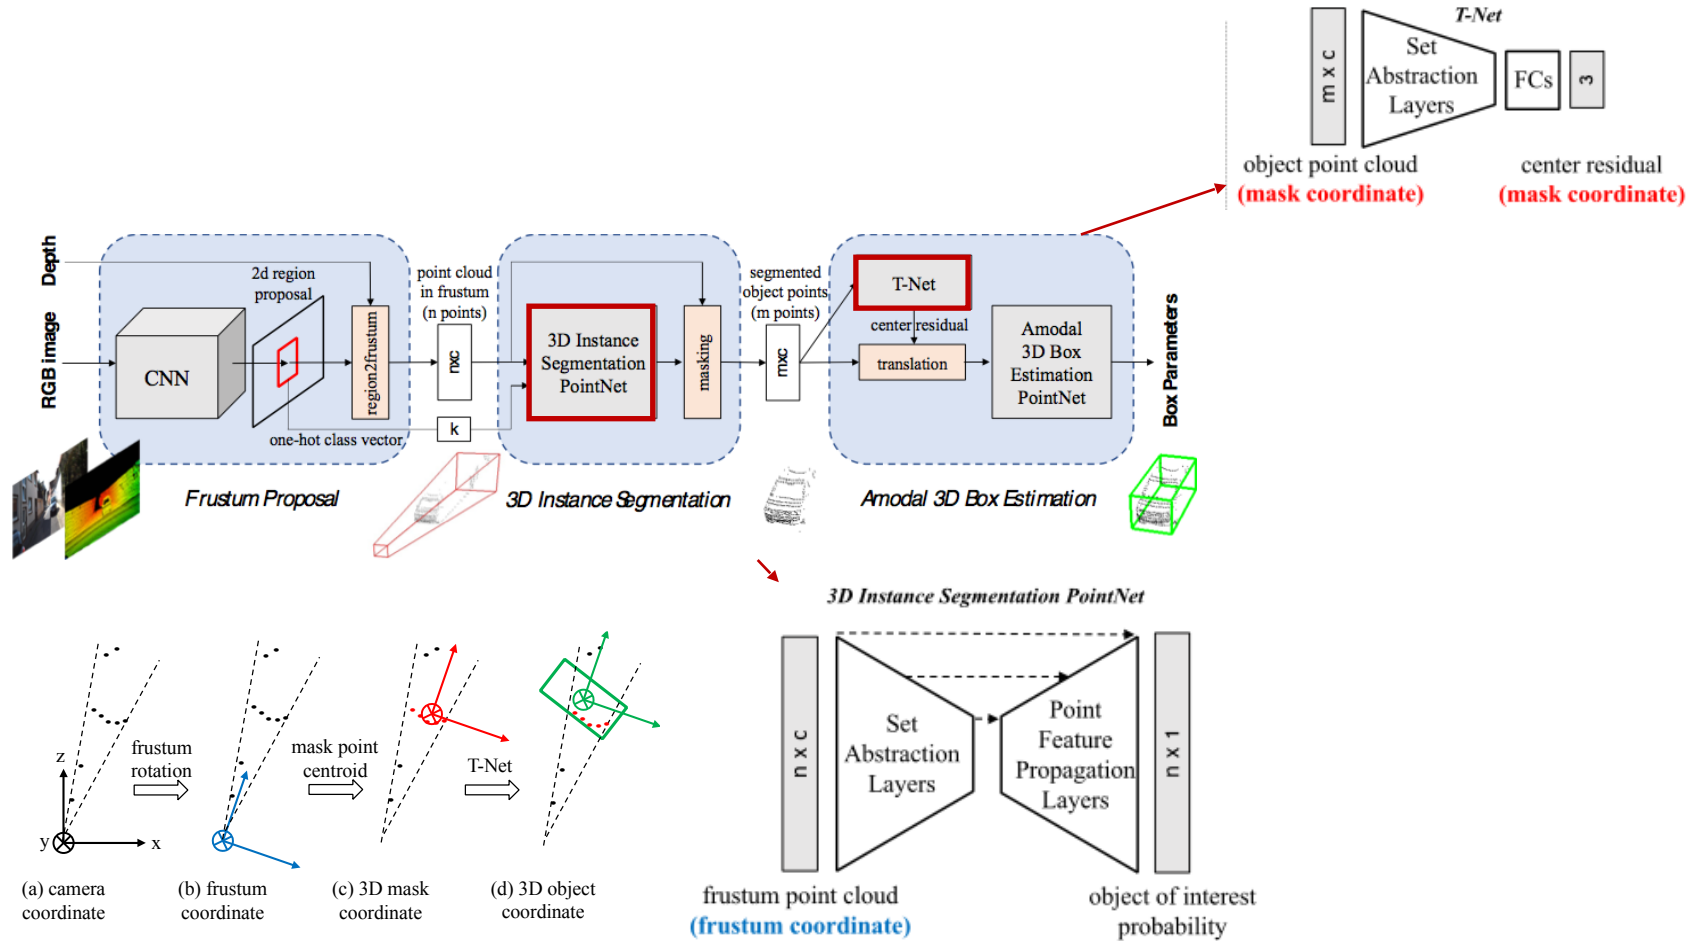 T-Net
m x c
Set
Abstraction
Layers
FCs
3
object point cloud
(mask coordinate)
center residual
(mask coordinate)
Depth
RGB image
CNN
2d region
proposal
region2frustum
one-hot class vector
Frustum Proposal
point cloud
in frustum
(n points)
nxc
k
3D Instance
Segmentation
PointNet
masking
3D Instance Segmentation
segmented
object points
(m points)
mxc
T-Net
center residual
translation
Amodal
3D Box
Estimation
PointNet
Amodal 3D Box Estimation
Box Parameters
3D Instance Segmentation PointNet
n x c
Set
Abstraction
Layers
Point
Feature
Propagation
Layers
n x 1
frustum point cloud
(frustum coordinate)
object of interest
probability
z
y
x
frustum
rotation
mask point
centroid
T-Net
(a) camera
coordinate
(b) frustum
coordinate
(c) 3D mask
coordinate
(d) 3D object
coordinate